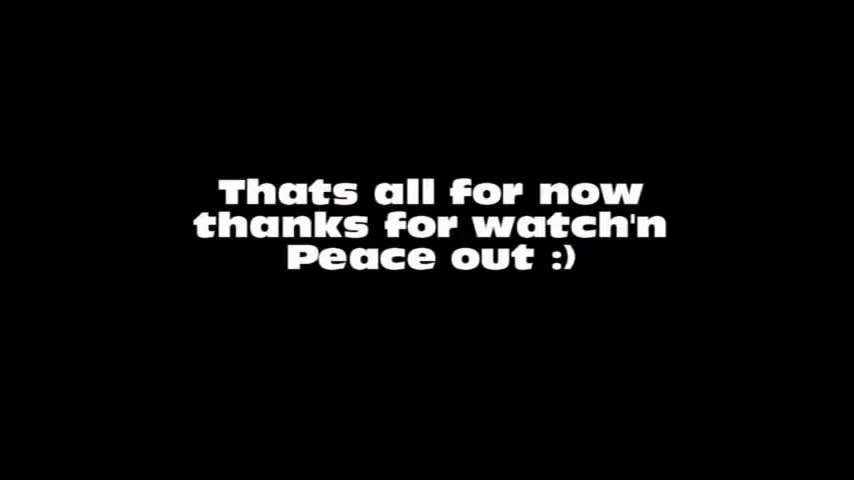 Thats all for now
thanks for watch'n
Peace out :)